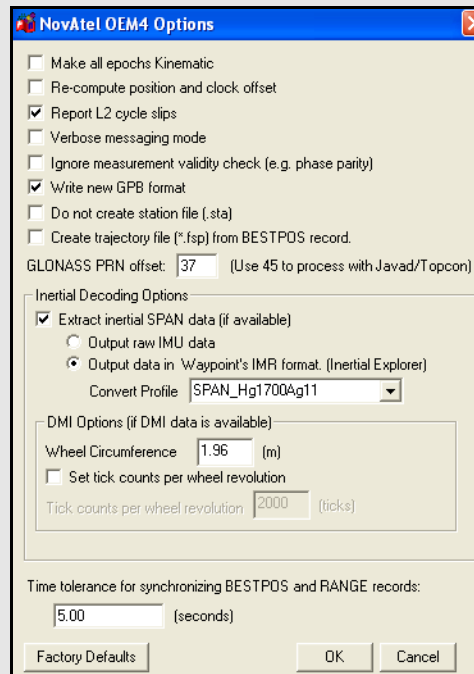 NovAtel OEM4 Options
Make all epochs Kinematic
Re-compute position and clock offset
Report L2 cycle slips
Verbose messaging mode
Ignore measurement validity check (e.g. phase parity)
Write new GPB format
Do not create station file (.sta)
Create trajectory file (*.fsp) from BESTPOS record.
GLONASS PRN offset: 37 (Use 45 to process with Javad/Topcon)
Inertial Decoding Options
Extract inertial SPAN data (if available)
Output raw IMU data
Output data in Waypoint's IMR format. (Inertial Explorer)
Convert Profile SPAN_Hg1700Ag11
DMI Options (if DMI data is available)
Wheel Circumference 1.96 (m)
Set tick counts per wheel revolution
Tick counts per wheel revolution 2000 (ticks)
Time tolerance for synchronizing BESTPOS and RANGE records:
5.00 (seconds)
Factory Defaults OK Cancel